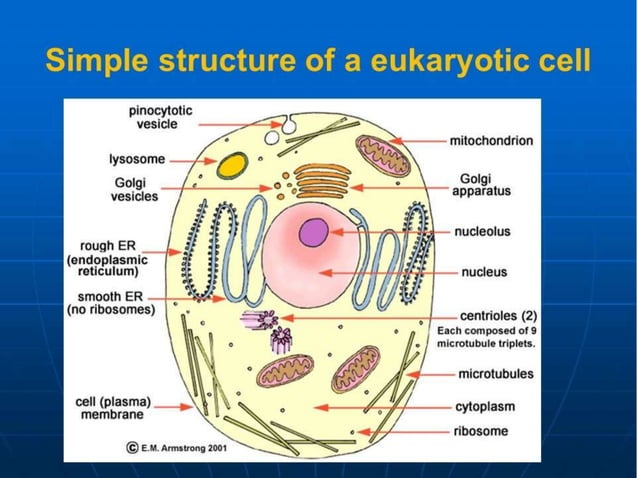 Simple structure of a eukaryotic cell
pinocytotic
vesicle
lysosome
Golgi
vesicles
rough ER
(endoplasmic
reticulum)
smooth ER
(no ribosomes)
cell (plasma)
membrane
mitochondrion
Golgi
apparatus
nucleolus
nucleus
centrioles (2)
Each composed of 9
microtubule triplets.
microtubules
cytoplasm
ribosome
© E.M. Armstrong 2001